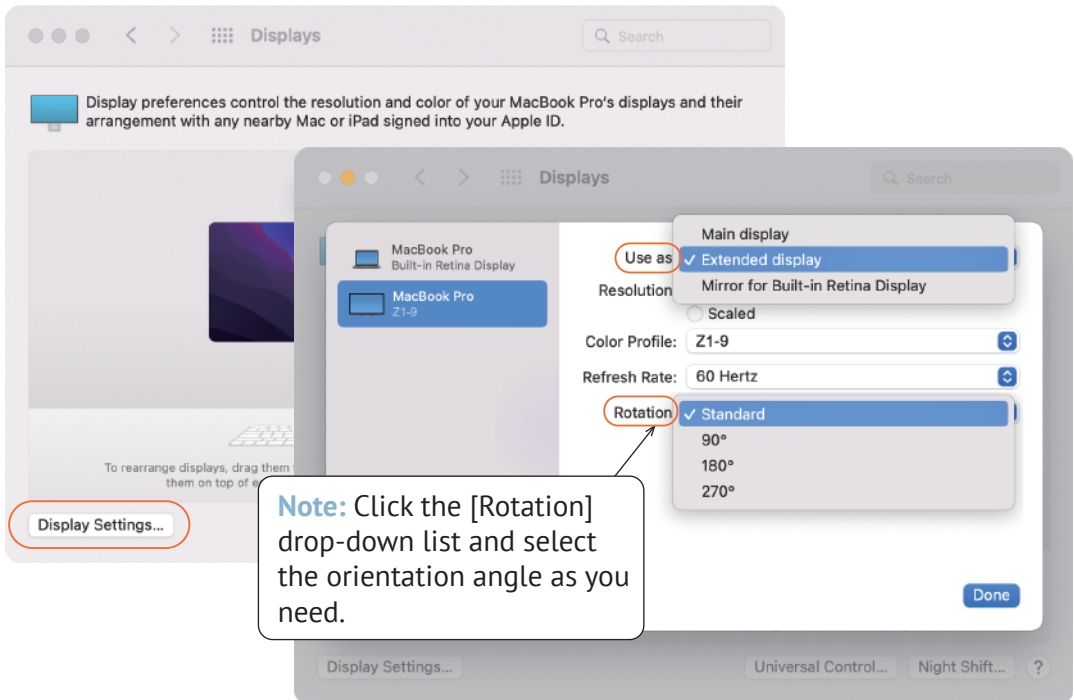 Displays
Search
Display preferences control the resolution and color of your MacBook Pro's displays and their
arrangement with any nearby Mac or iPad signed into your Apple ID.
To rearrange displays, drag them
them on top of
Display Settings...
Displays
Search
MacBook Pro
Built-in Retina Display
MacBook Pro
Z1-9
Use as
Main display
✓ Extended display
Mirror for Built-in Retina Display
Resolution
Scaled
Color Profile: Z1-9
Refresh Rate: 60 Hertz
Rotation
✓ Standard
90°
180°
270°
Note: Click the [Rotation]
drop-down list and select
the orientation angle as you
need.
Done
Display Settings...
Universal Control...
Night Shift...
?